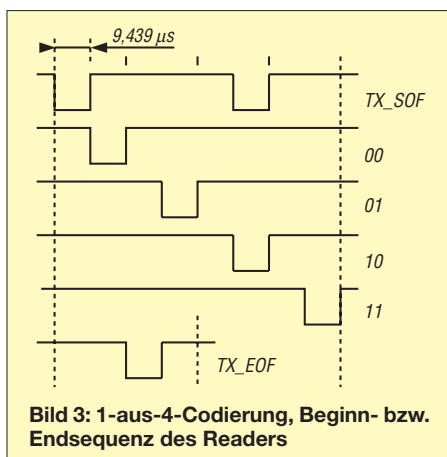 9,439 µs
TX_SOF
00
01
10
11
TX_EOF
Bild 3: 1-aus-4-Codierung, Beginn- bzw.
Endsequenz des Readers